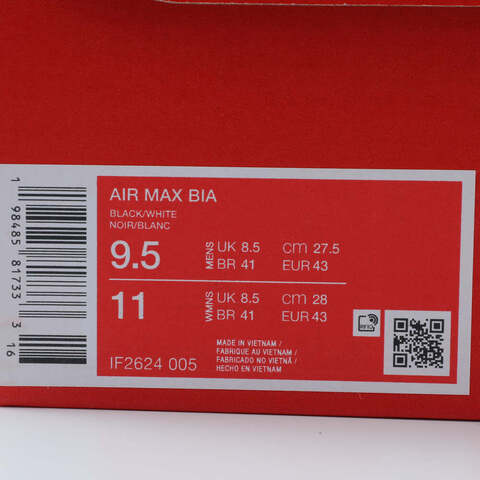 AIR MAX BIA
BLACK/WHITE
NOIR/BLANC
9.5 MENS UK 8.5 cm 27.5
BR 41 EUR 43
11 WMNS UK 8.5 cm 28
BR 41 EUR 43
MADE IN VIETNAM /
FABRIQUE AU VIETNAM /
FABRICADO NO VIETNÃ /
HECHO EN VIETNAM
IF2624 005
1 98485 81733 3 16
RFID